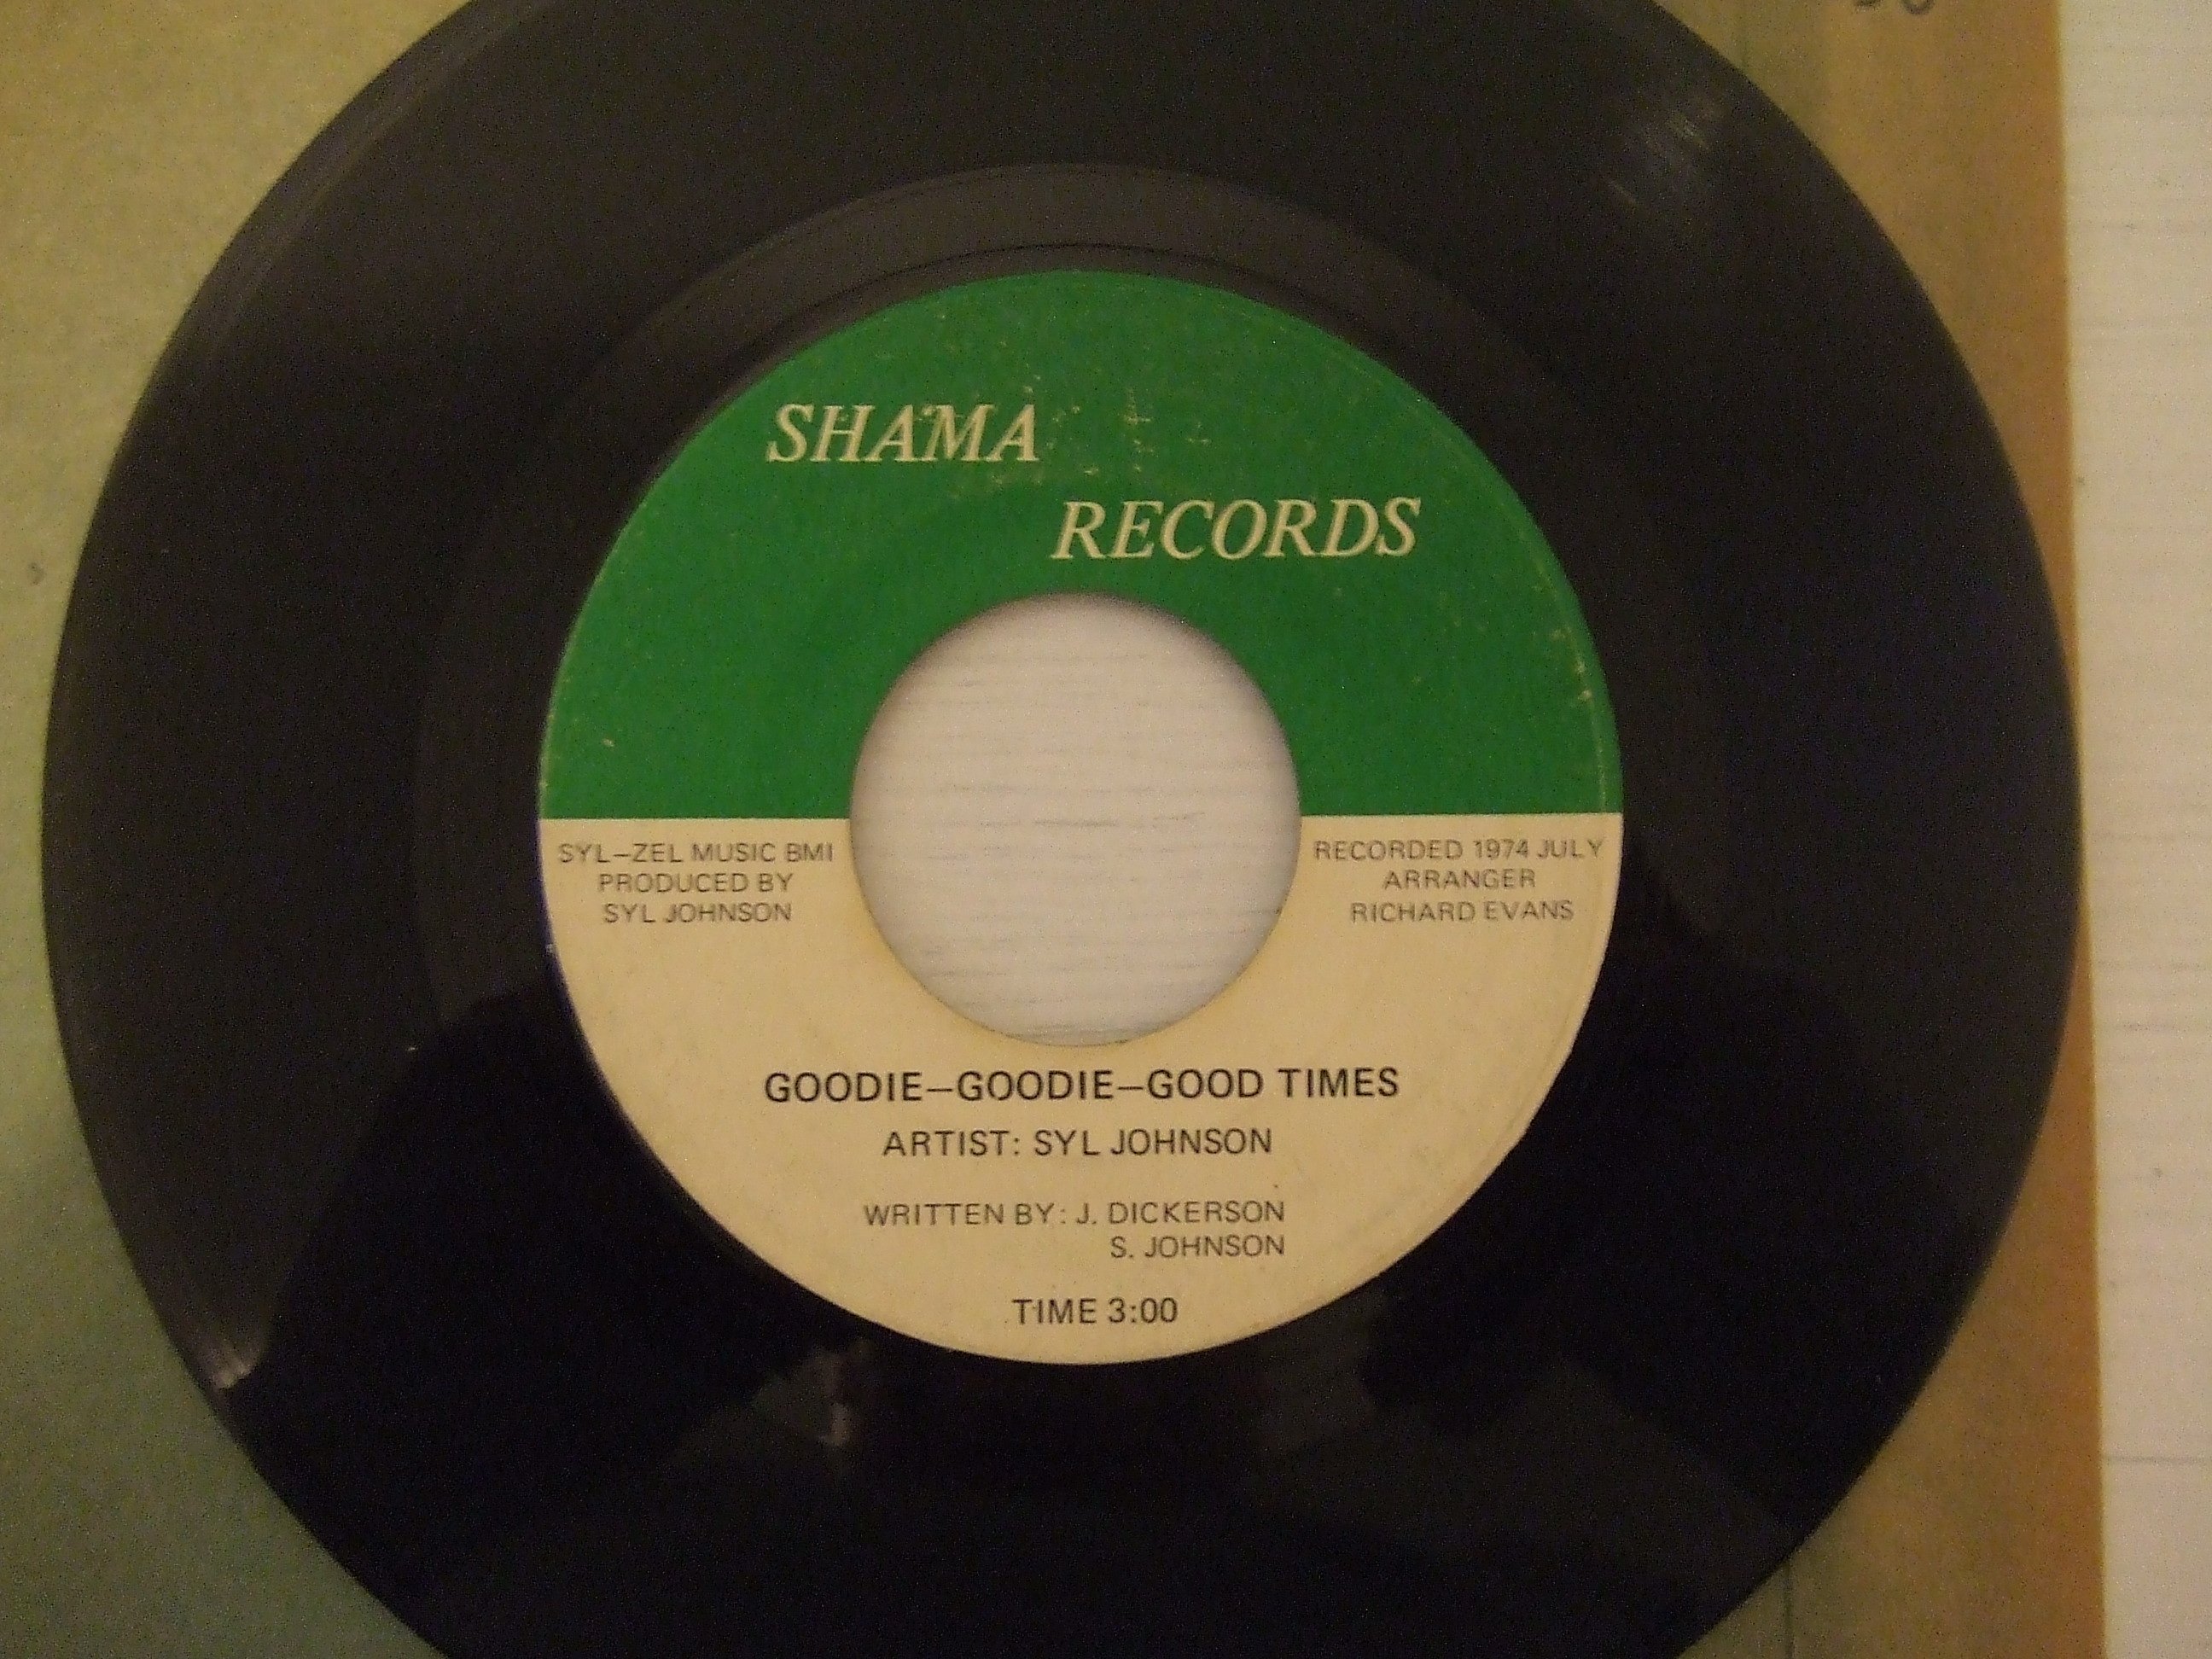 SHAMA
RECORDS
SYL–ZEL MUSIC BMI
PRODUCED BY
SYL JOHNSON
RECORDED 1974 JULY
ARRANGER
RICHARD EVANS
GOODIE–GOODIE–GOOD TIMES
ARTIST: SYL JOHNSON
WRITTEN BY: J. DICKERSON
S. JOHNSON
TIME 3:00